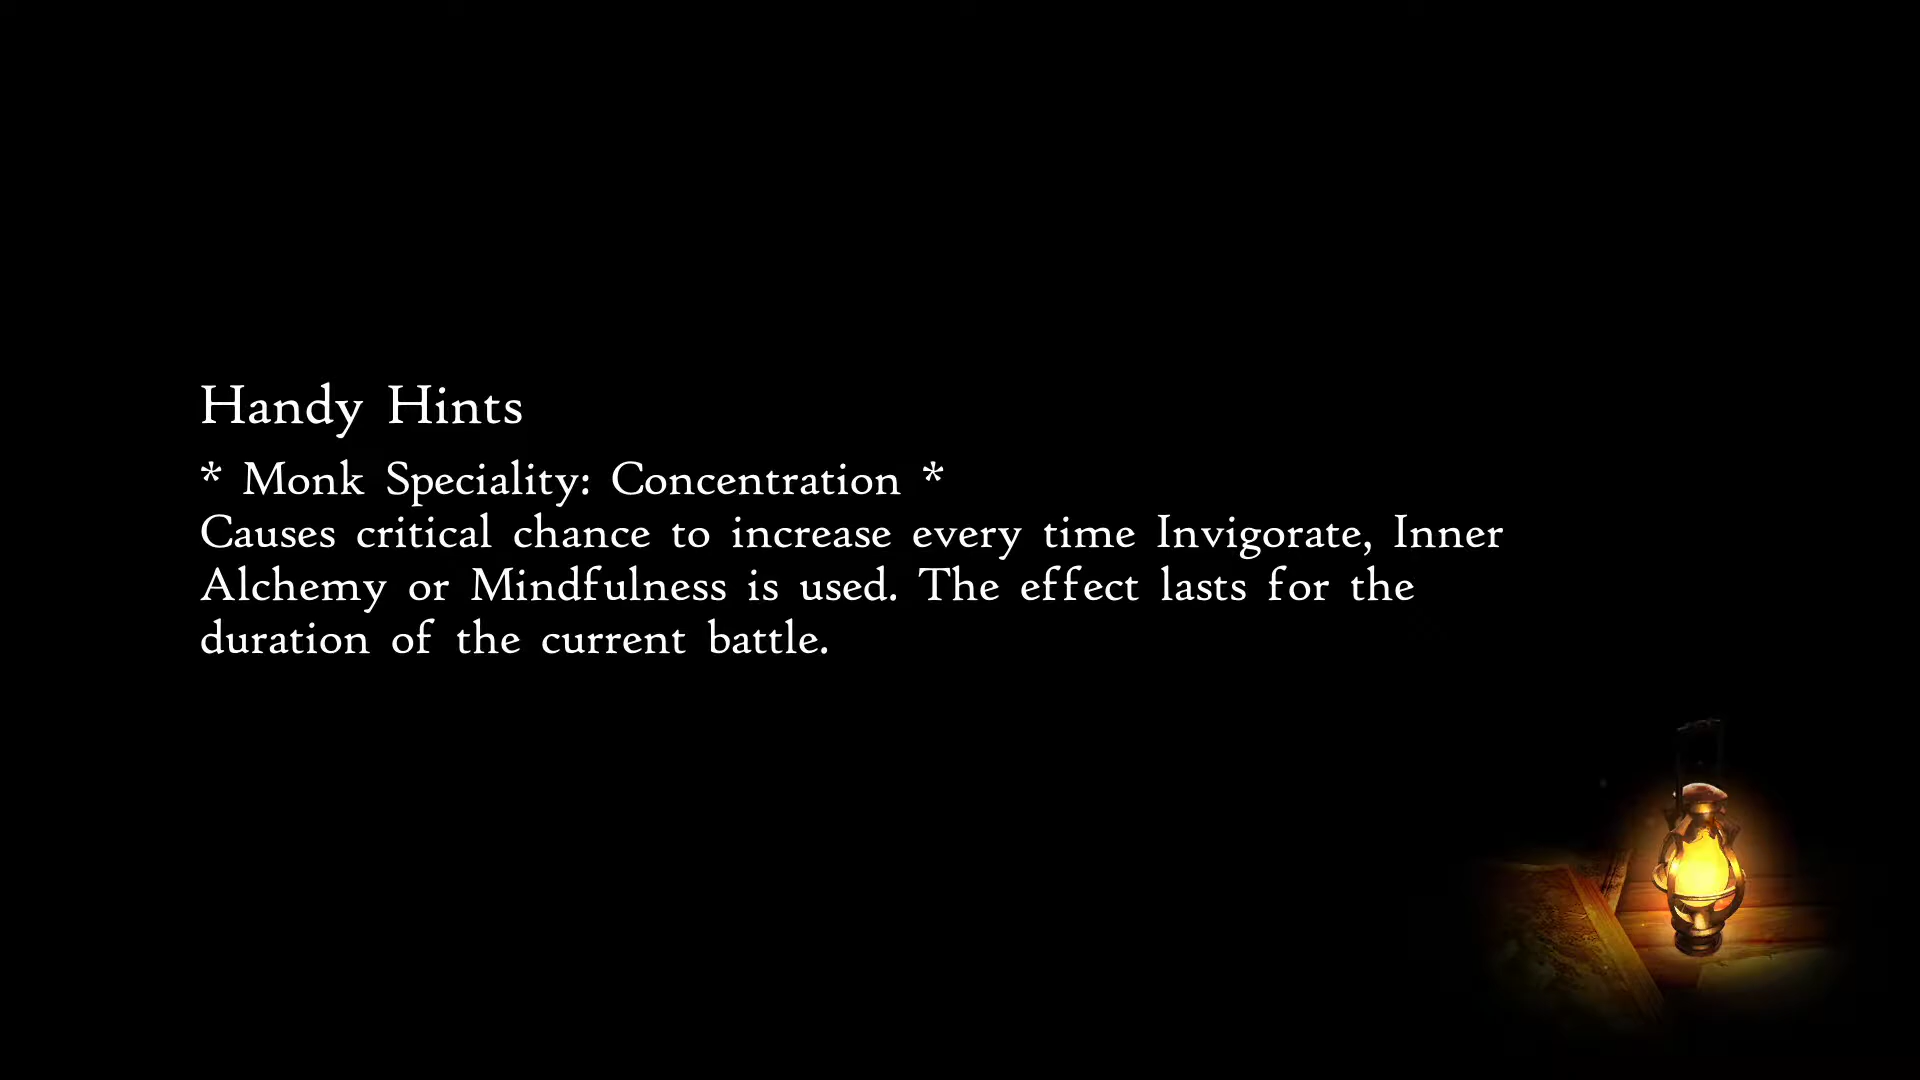 Handy Hints
* Monk Speciality: Concentration *
Causes critical chance to increase every time Invigorate, Inner
Alchemy or Mindfulness is used. The effect lasts for the
duration of the current battle.